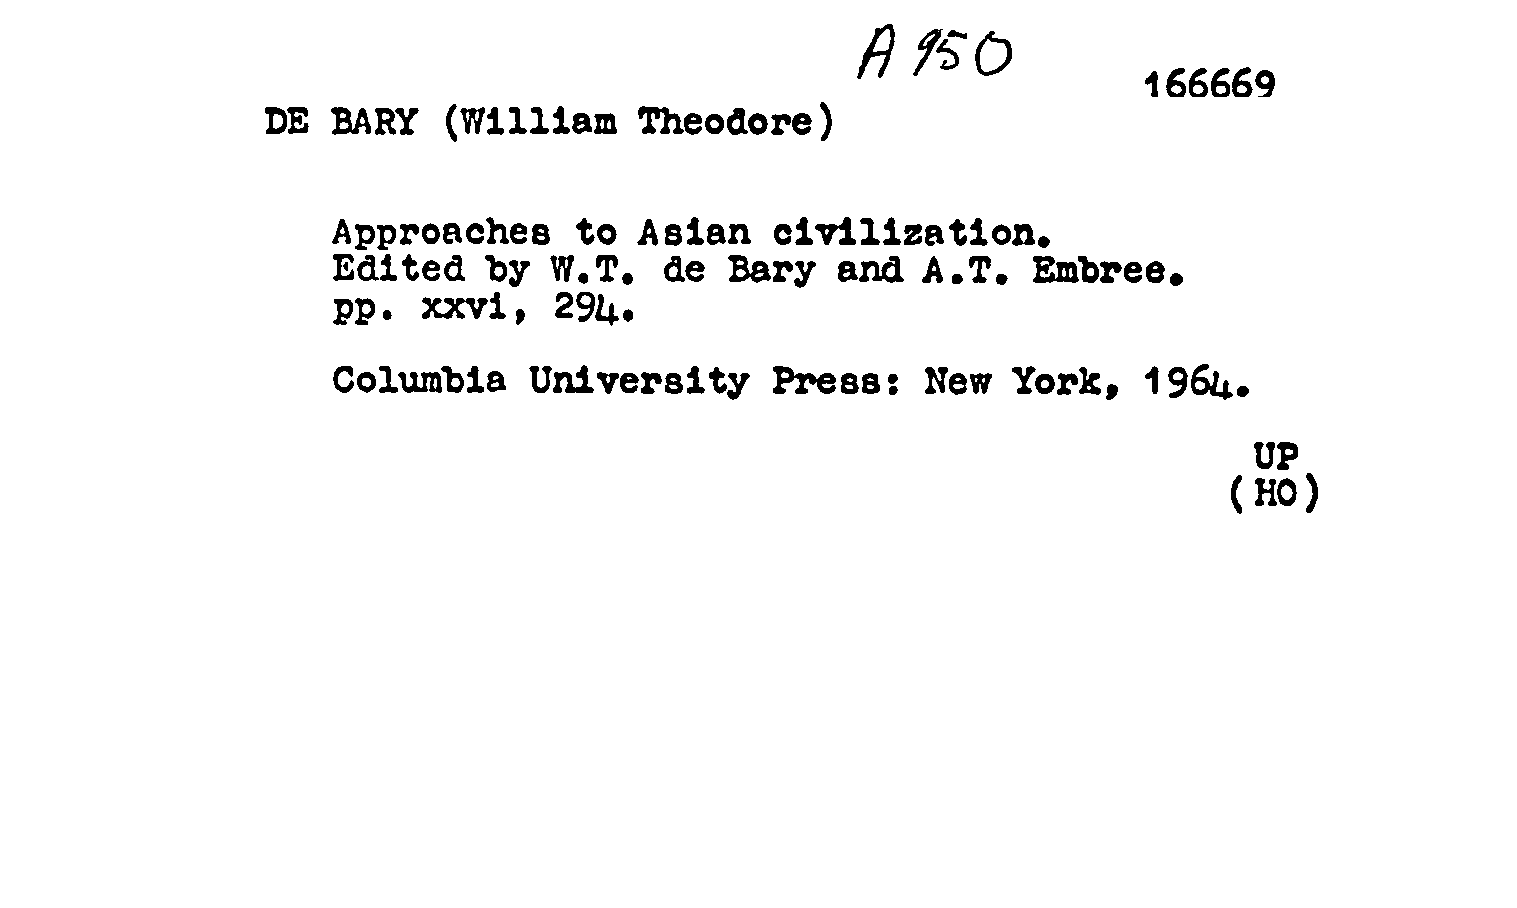 A 950
166669
DE BARY (William Theodore)
Approaches to Asian civilization.
Edited by W.T. de Bary and A.T. Embree.
pp. xxvi, 294.
Columbia University Press: New York, 1964.
UP
(HO)